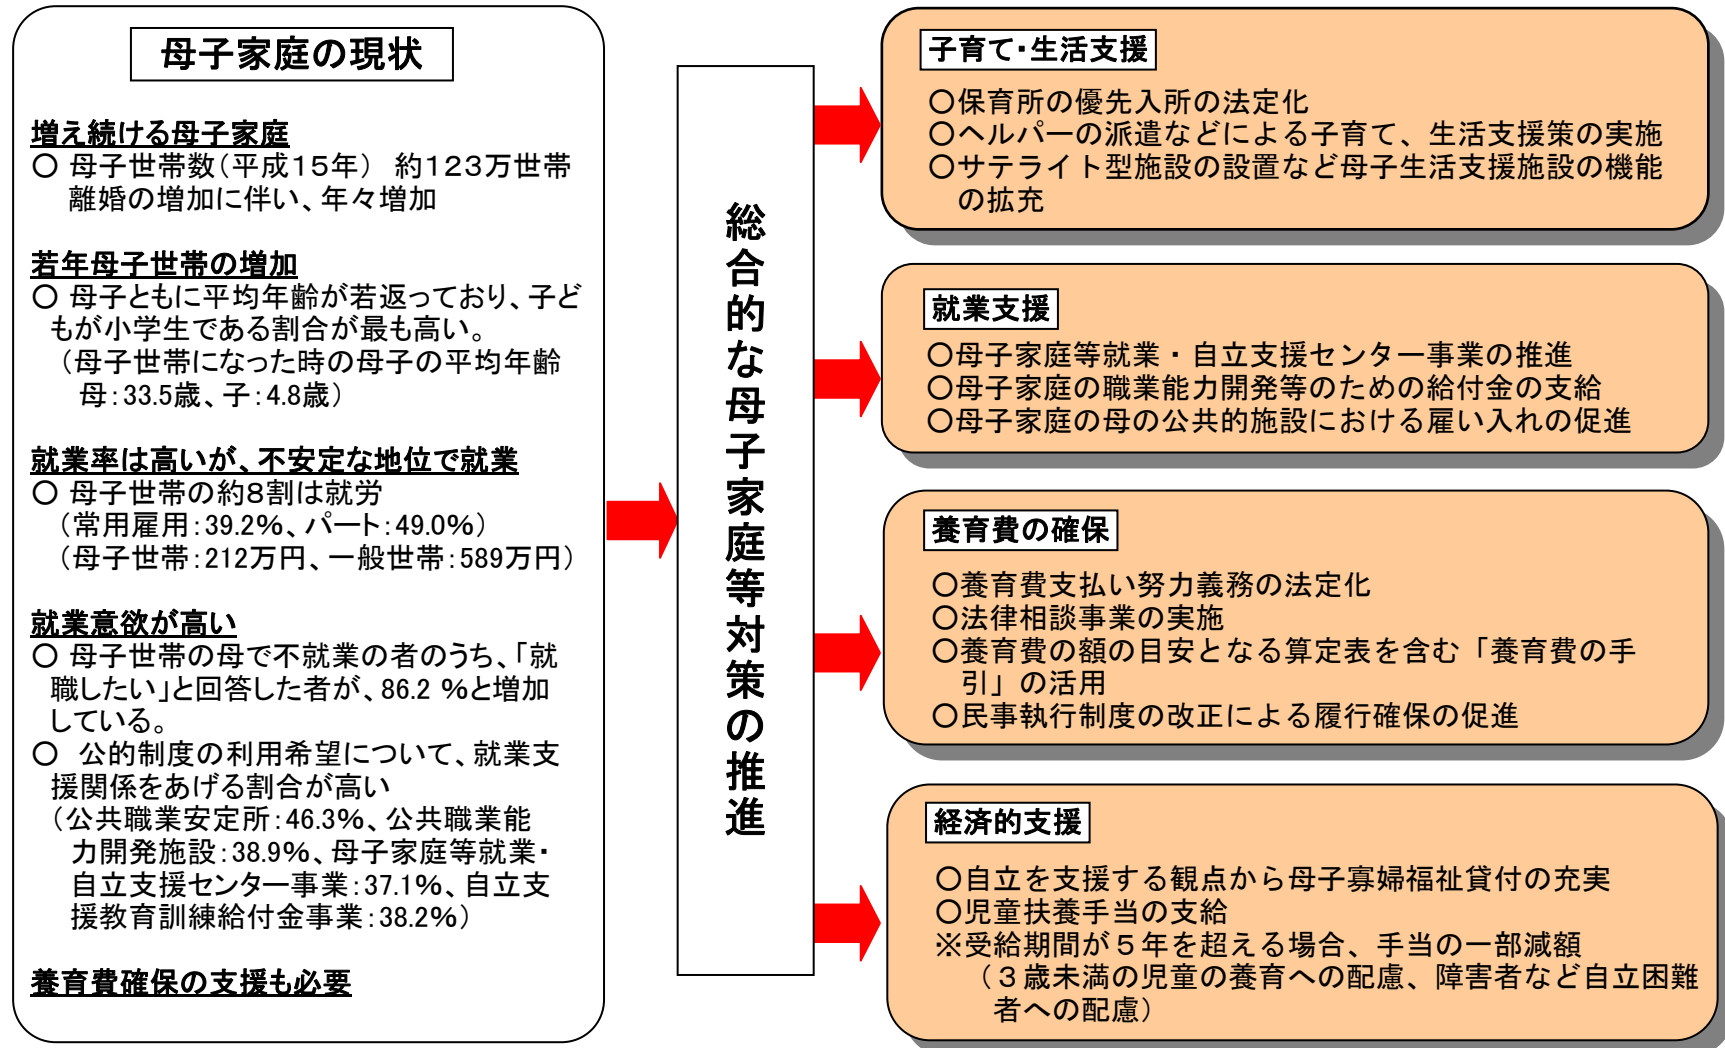 母子家庭の現状
増え続ける母子家庭
○ 母子世帯数（平成15年） 約123万世帯
離婚の増加に伴い、年々増加
若年母子世帯の増加
○ 母子ともに平均年齢が若返っており、子ど
もが小学生である割合が最も高い。
（母子世帯になった時の母子の平均年齢
母：33.5歳、子：4.8歳）
就業率は高いが、不安定な地位で就業
○ 母子世帯の約8割は就労
（常用雇用：39.2%、パート：49.0%）
（母子世帯：212万円、一般世帯：589万円）
就業意欲が高い
○ 母子世帯の母で不就業の者のうち、「就
職したい」と回答した者が、86.2 %と増加
している。
○ 公的制度の利用希望について、就業支
援関係をあげる割合が高い
（公共職業安定所：46.3%、公共職業能
力開発施設：38.9%、母子家庭等就業・
自立支援センター事業：37.1%、自立支
援教育訓練給付金事業：38.2%）
養育費確保の支援も必要
総合的な母子家庭等対策の推進
子育て・生活支援
○保育所の優先入所の法定化
○ヘルパーの派遣などによる子育て、生活支援策の実施
○サテライト型施設の設置など母子生活支援施設の機能
の拡充
就業支援
○母子家庭等就業・自立支援センター事業の推進
○母子家庭の職業能力開発等のための給付金の支給
○母子家庭の母の公共的施設における雇い入れの促進
養育費の確保
○養育費支払い努力義務の法定化
○法律相談事業の実施
○養育費の額の目安となる算定表を含む「養育費の手
引」の活用
○民事執行制度の改正による履行確保の促進
経済的支援
○自立を支援する観点から母子寡婦福祉貸付の充実
○児童扶養手当の支給
※受給期間が５年を超える場合、手当の一部減額
（３歳未満の児童の養育への配慮、障害者など自立困難
者への配慮）